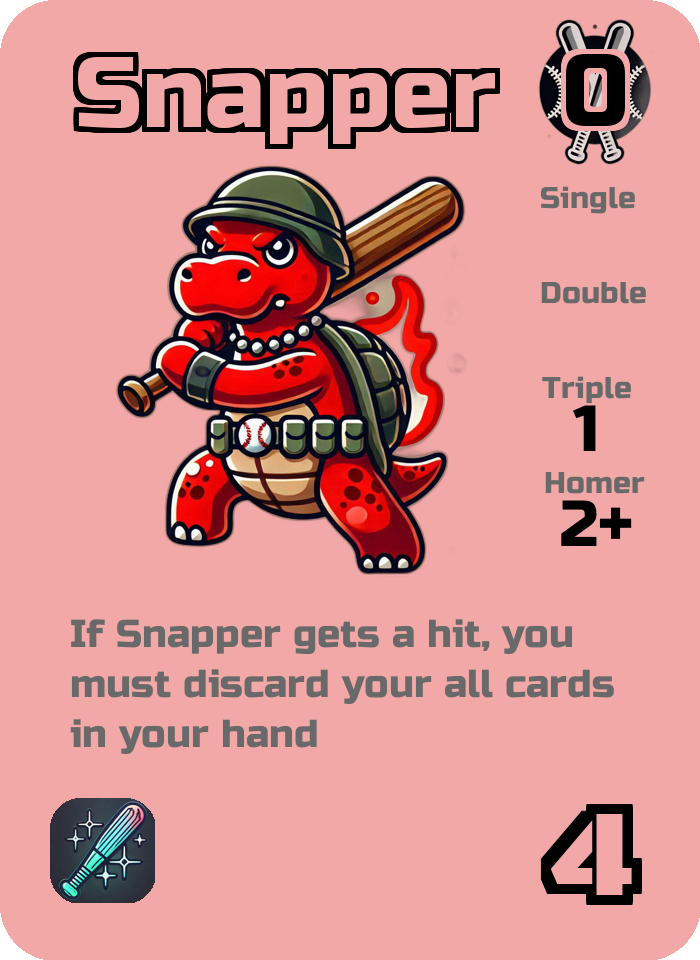 Snapper
0
Single
Double
Triple
1
Homer
2+
If Snapper gets a hit, you
must discard your all cards
in your hand
4